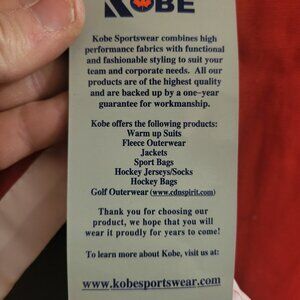 KOBE
Kobe Sportswear combines high
performance fabrics with functional
and fashionable styling to suit your
team and corporate needs. All our
products are of the highest quality
and are backed up by a one-year
guarantee for workmanship.
Kobe offers the following products:
Warm up Suits
Fleece Outerwear
Jackets
Sport Bags
Hockey Jerseys/Socks
Hockey Bags
Golf Outerwear (www.cdnspirit.com)
Thank you for choosing our
product, we hope that you will
wear it proudly for years to come!
To learn more about Kobe, visit us at:
www.kobesportswear.com